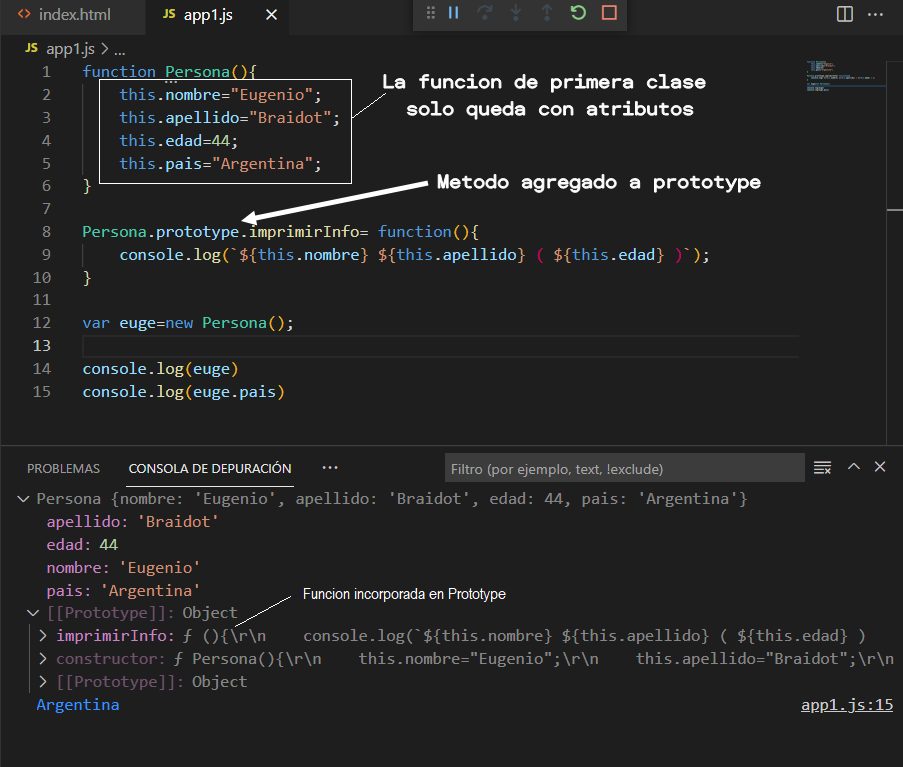 index.html
JS app1.js
JS app1.js > ...
1 function Persona(){
2 this.nombre="Eugenio";
3 this.apellido="Braidot";
4 this.edad=44;
5 this.pais="Argentina";
6 }
7
8 Persona.prototype.imprimirInfo= function(){
9 console.log(`${this.nombre} ${this.apellido} ( ${this.edad} )`);
10 }
11
12 var euge=new Persona();
13
14 console.log(euge)
15 console.log(euge.pais)
La funcion de primera clase
solo queda con atributos
Metodo agregado a prototype
PROBLEMAS CONSOLA DE DEPURACIÓN ··· Filtro (por ejemplo, text, !exclude)
Persona {nombre: 'Eugenio', apellido: 'Braidot', edad: 44, pais: 'Argentina'}
apellido: 'Braidot'
edad: 44
nombre: 'Eugenio'
pais: 'Argentina'
Funcion incorporada en Prototype
[[Prototype]]: Object
imprimirInfo: ƒ (){\r\n    console.log(`${this.nombre} ${this.apellido} ( ${this.edad} )
constructor: ƒ Persona(){\r\n    this.nombre="Eugenio";\r\n    this.apellido="Braidot";\r\n
[[Prototype]]: Object
Argentina app1.js:15